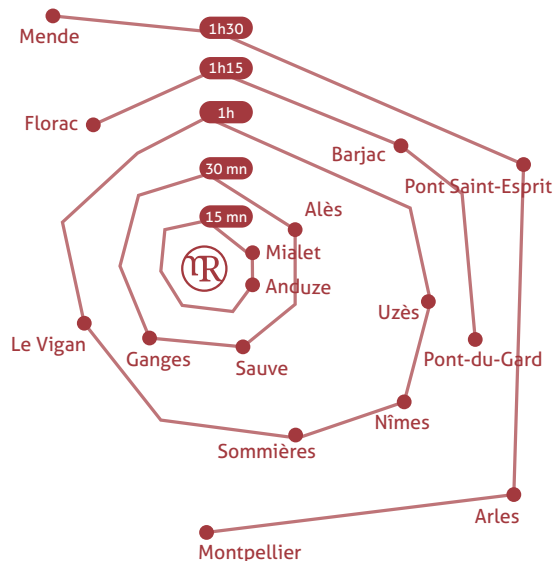 Mende
1h30
1h15
Florac
1h
Barjac
Pont Saint-Esprit
30 mn
Alès
15 mn
Mialet
Anduze
Uzès
Le Vigan
Ganges
Sauve
Pont-du-Gard
Nîmes
Sommières
Arles
Montpellier